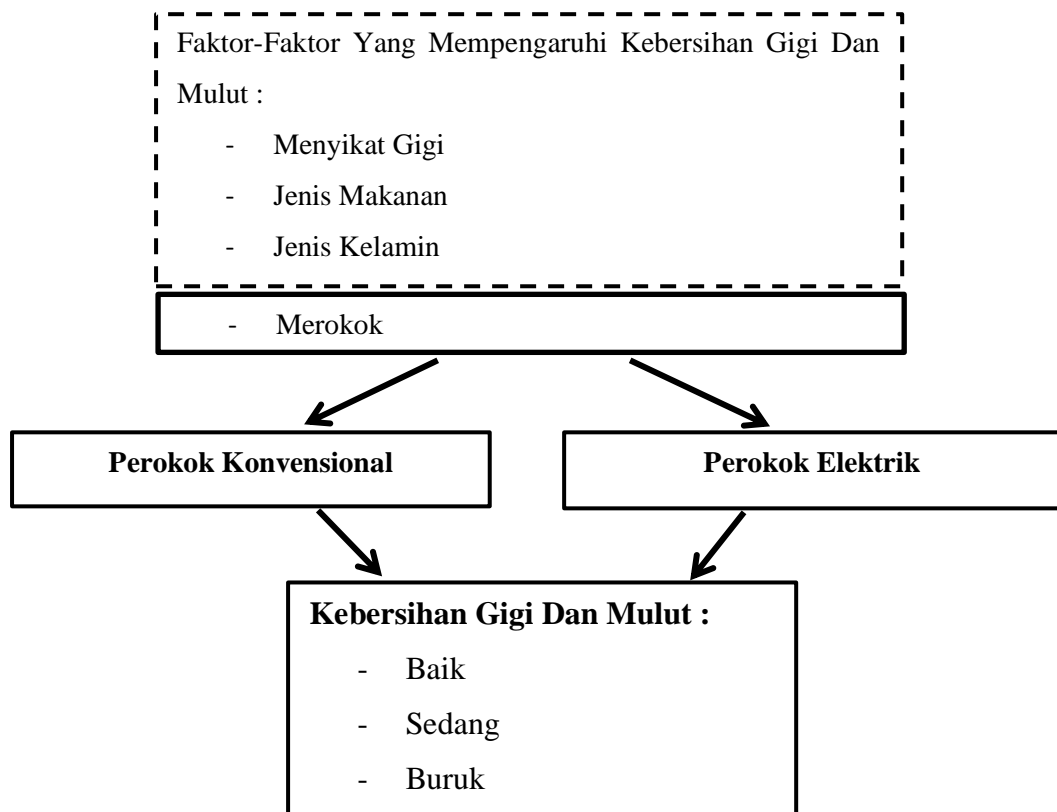 Faktor-Faktor Yang Mempengaruhi Kebersihan Gigi Dan
Mulut :
- Menyikat Gigi
- Jenis Makanan
- Jenis Kelamin
- Merokok
Perokok Konvensional
Perokok Elektrik
Kebersihan Gigi Dan Mulut :
- Baik
- Sedang
- Buruk